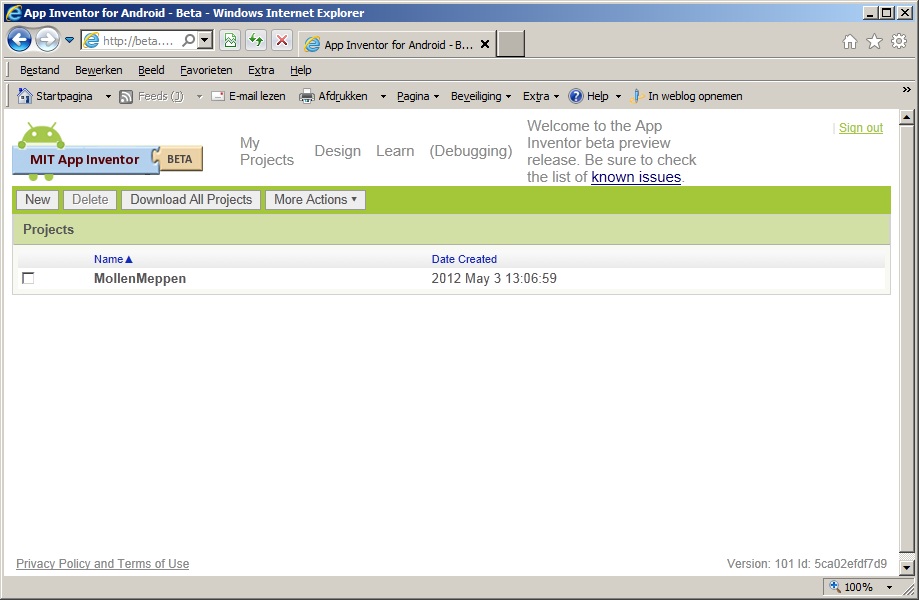 App Inventor for Android - Beta - Windows Internet Explorer
http://beta....
App Inventor for Android - B...
Bestand Bewerken Beeld Favorieten Extra Help
Startpagina Feeds (J) E-mail lezen Afdrukken Pagina Beveiliging Extra Help In weblog opnemen
MIT App Inventor BETA
My Projects Design Learn (Debugging)
Welcome to the App
Inventor beta preview
release. Be sure to check
the list of known issues.
| Sign out
New Delete Download All Projects More Actions ▾
Projects
Name▲ Date Created
MollenMeppen 2012 May 3 13:06:59
Privacy Policy and Terms of Use Version: 101 Id: 5ca02efdf7d9
100%